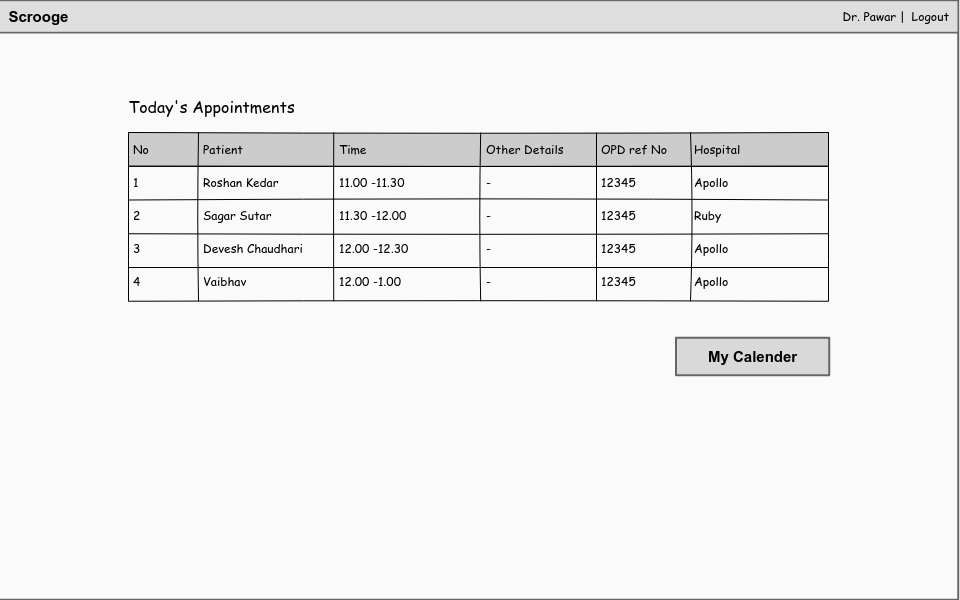 Scrooge Dr. Pawar | Logout
Today's Appointments
No Patient Time Other Details OPD ref No Hospital
1 Roshan Kedar 11.00 -11.30 - 12345 Apollo
2 Sagar Sutar 11.30 -12.00 - 12345 Ruby
3 Devesh Chaudhari 12.00 -12.30 - 12345 Apollo
4 Vaibhav 12.00 -1.00 - 12345 Apollo
My Calender